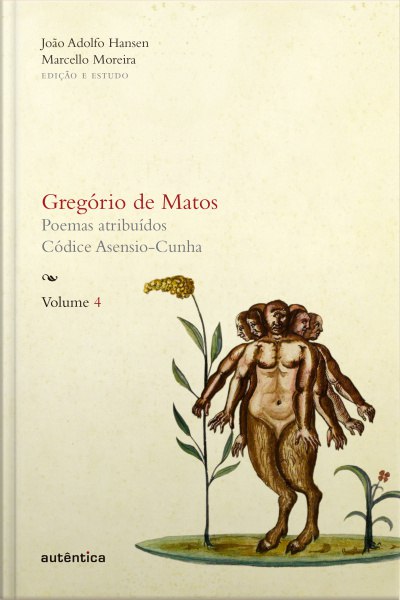 João Adolfo Hansen
Marcello Moreira
EDIÇÃO E ESTUDO
Gregório de Matos
Poemas atribuídos
Códice Asensio-Cunha
Volume 4
autêntica